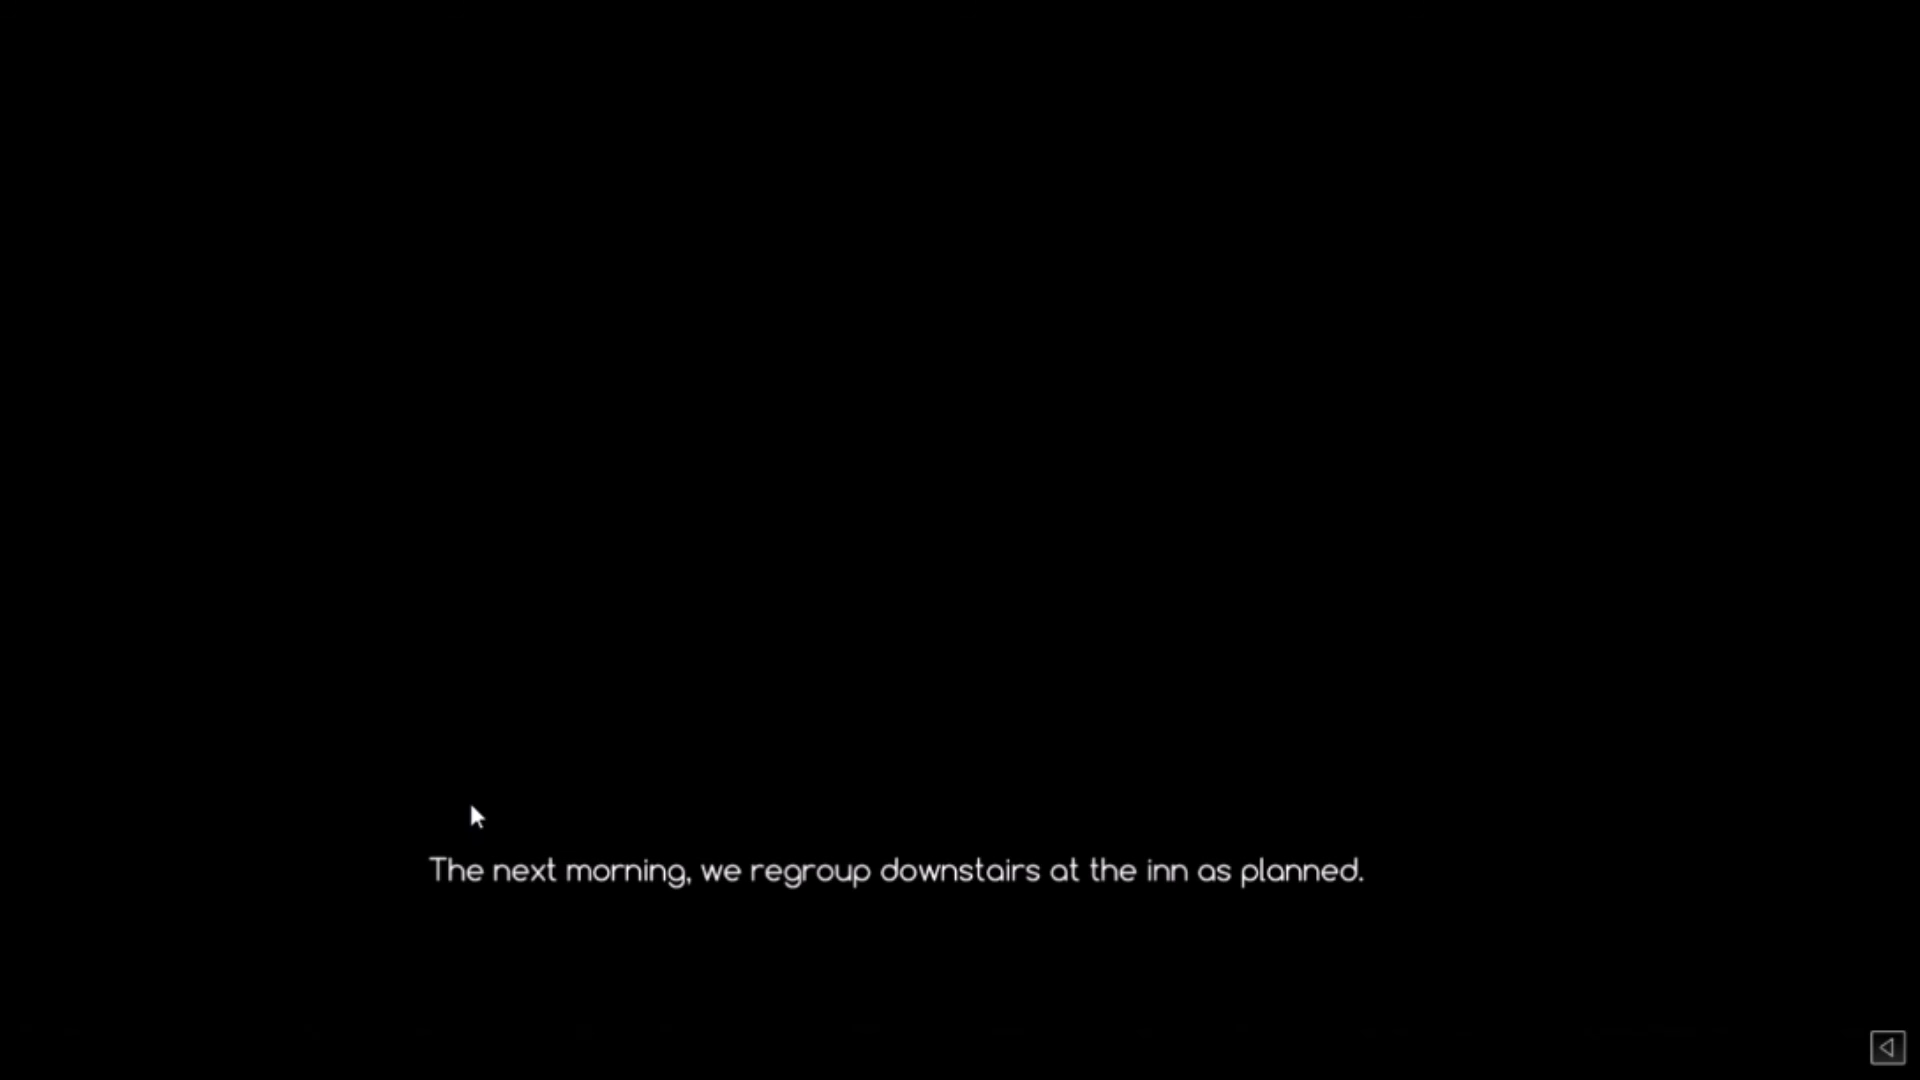 The next morning, we regroup downstairs at the inn as planned.